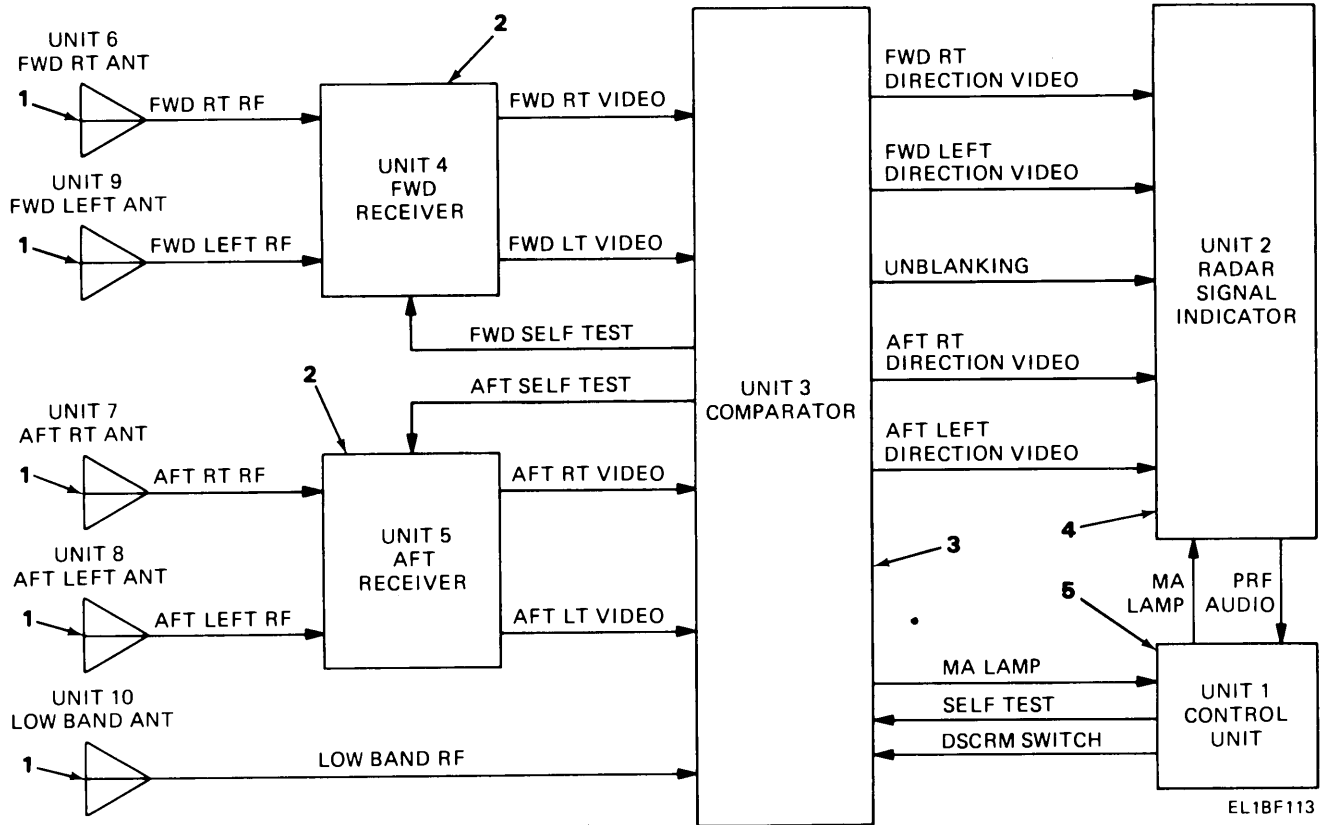 UNIT 6
FWD RT ANT
1
FWD RT RF
UNIT 9
FWD LEFT ANT
1
FWD LEFT RF
2
UNIT 4
FWD
RECEIVER
FWD RT VIDEO
FWD LT VIDEO
FWD SELF TEST
AFT SELF TEST
UNIT 7
AFT RT ANT
1
AFT RT RF
UNIT 8
AFT LEFT ANT
1
AFT LEFT RF
2
UNIT 5
AFT
RECEIVER
AFT RT VIDEO
AFT LT VIDEO
UNIT 10
LOW BAND ANT
1
LOW BAND RF
UNIT 3
COMPARATOR
3
FWD RT
DIRECTION VIDEO
FWD LEFT
DIRECTION VIDEO
UNBLANKING
AFT RT
DIRECTION VIDEO
AFT LEFT
DIRECTION VIDEO
UNIT 2
RADAR
SIGNAL
INDICATOR
4
MA
LAMP
PRF
AUDIO
5
MA LAMP
SELF TEST
DSCRM SWITCH
UNIT 1
CONTROL
UNIT
EL1BF113